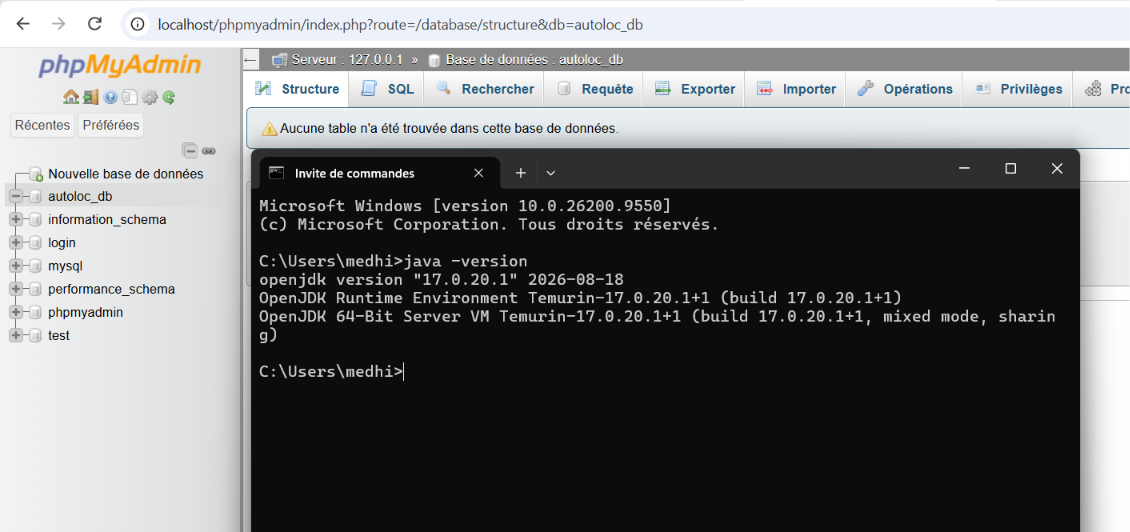 localhost/phpmyadmin/index.php?route=/database/structure&db=autoloc_db
phpMyAdmin
Récentes Préférées
Nouvelle base de données
autoloc_db
information_schema
login
mysql
performance_schema
phpmyadmin
test
Serveur : 127.0.0.1 » Base de données : autoloc_db
Structure SQL Rechercher Requête Exporter Importer Opérations Privilèges
Aucune table n'a été trouvée dans cette base de données.
Invite de commandes
Microsoft Windows [version 10.0.26200.9550]
(c) Microsoft Corporation. Tous droits réservés.
C:\Users\medhi>java -version
openjdk version "17.0.20.1" 2026-08-18
OpenJDK Runtime Environment Temurin-17.0.20.1+1 (build 17.0.20.1+1)
OpenJDK 64-Bit Server VM Temurin-17.0.20.1+1 (build 17.0.20.1+1, mixed mode, sharin
g)
C:\Users\medhi>